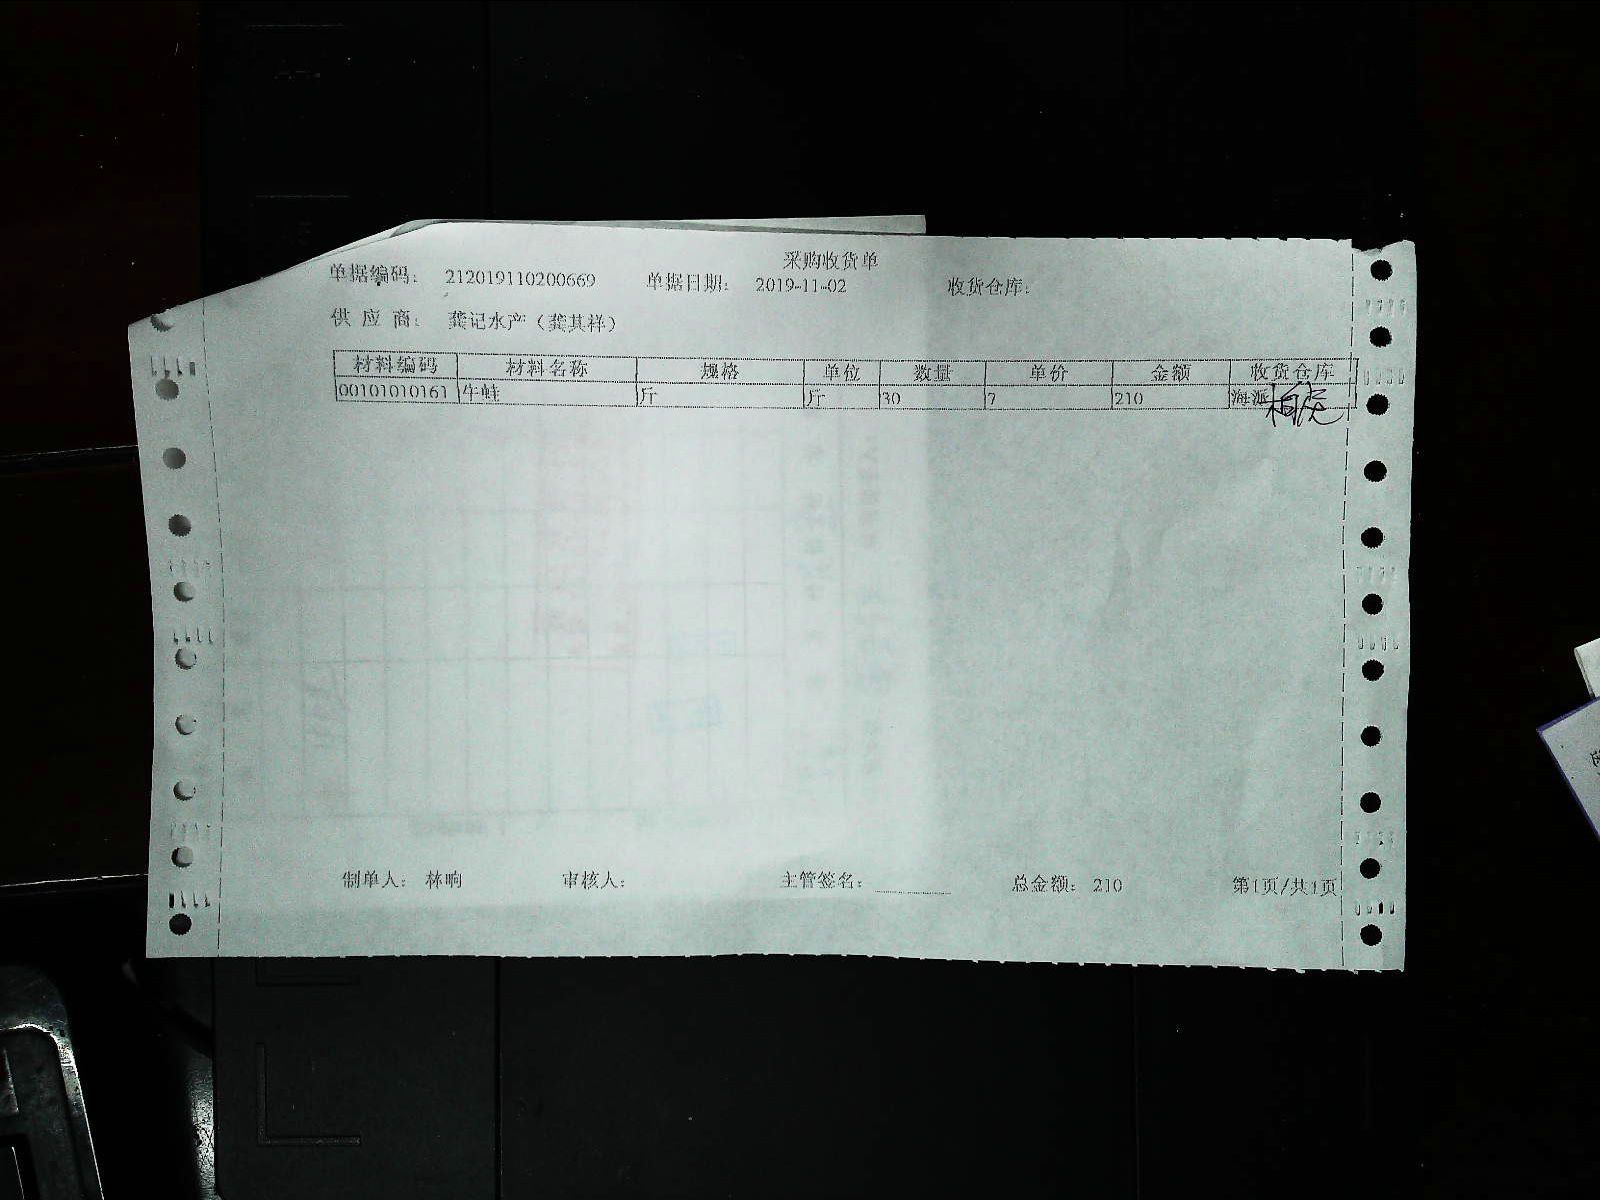 采购收货单
单据编码: 212019110200669 单据日期: 2019-11-02 收货仓库:
供应商: 龚记水产(龚其祥)
材料编码 材料名称 规格 单位 数量 单价 金额 收货仓库
00101010161 牛蛙 斤 斤 30 7 210 海派
制单人: 林晌 审核人: 主管签名: 总金额: 210 第1页/共1页